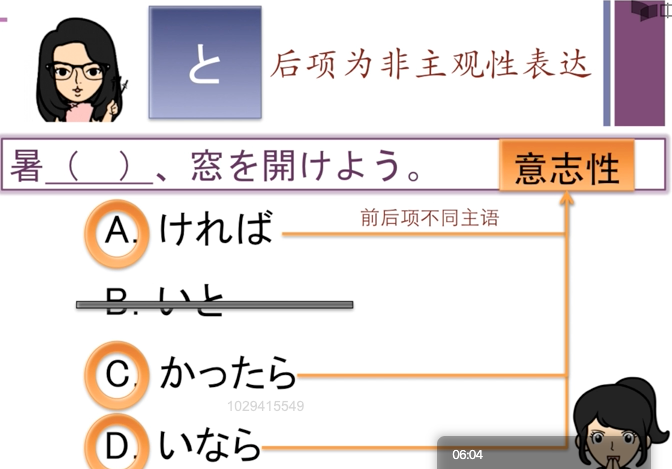 と
后项为非主观性表达
暑（　）、窓を開けよう。
意志性
A. ければ
前后项不同主语
B. いと
C. かったら
1029415549
D. いなら
06:04